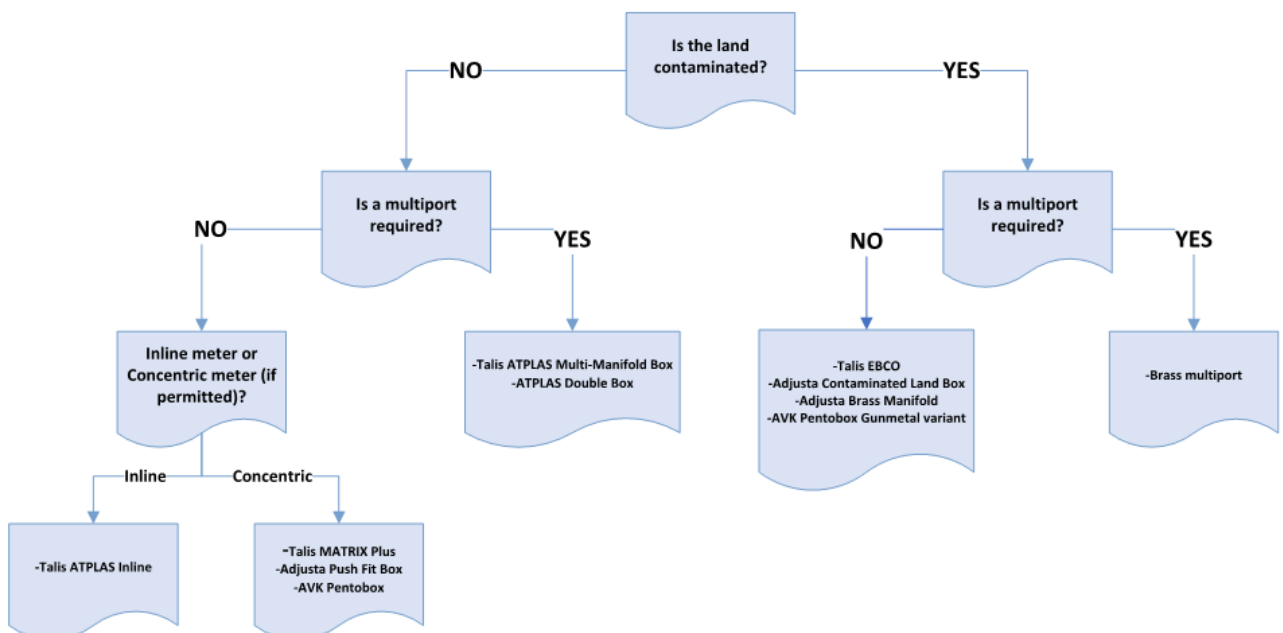 Is the land
contaminated?
NO
YES
Is a multiport
required?
Is a multiport
required?
NO
YES
NO
YES
Inline meter or
Concentric meter (if
permitted)?
-Talis ATPLAS Multi-Manifold Box
-ATPLAS Double Box
-Talis EBCO
-Adjusta Contaminated Land Box
-Adjusta Brass Manifold
-AVK Pentobox Gunmetal variant
-Brass multiport
Inline
Concentric
-Talis ATPLAS Inline
-Talis MATRIX Plus
-Adjusta Push Fit Box
-AVK Pentobox